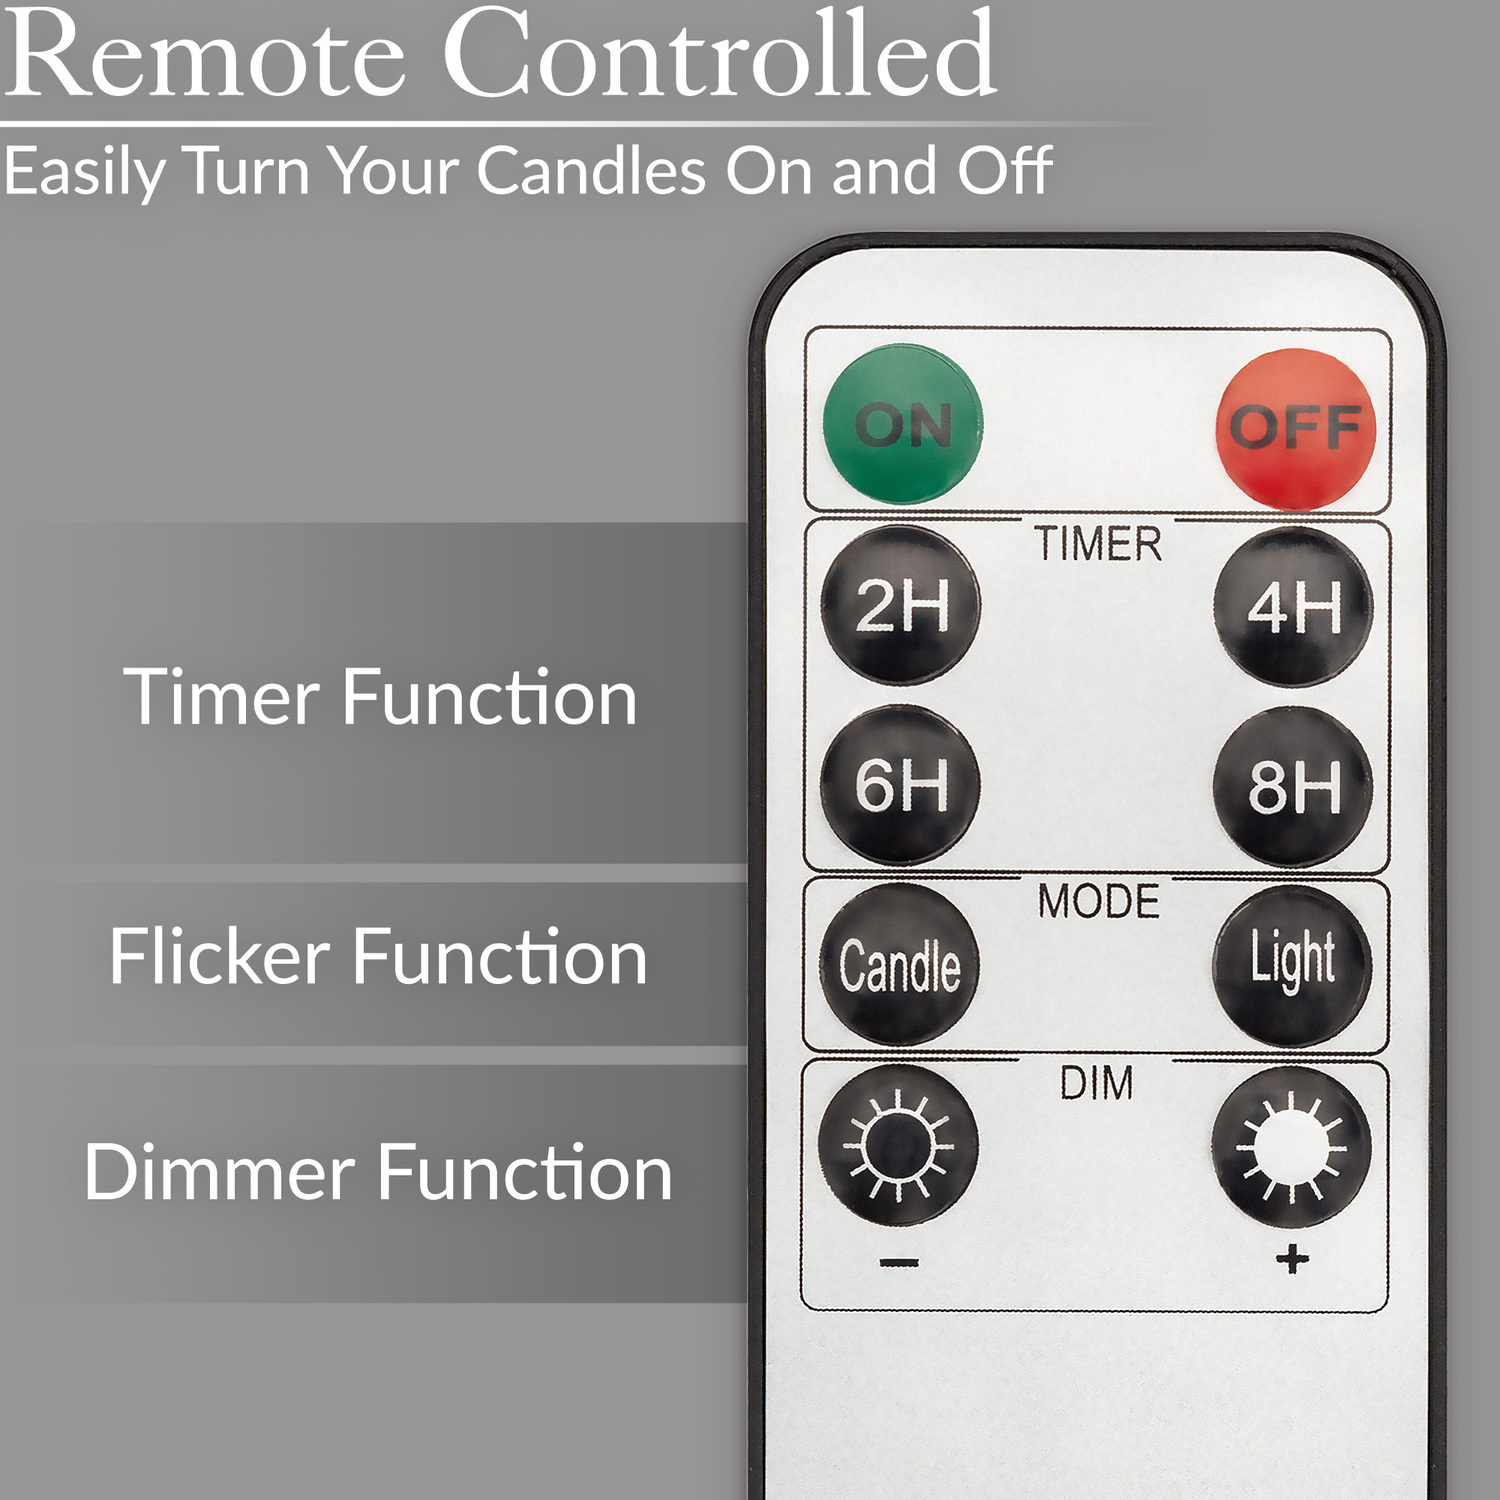 Remote Controlled
Easily Turn Your Candles On and Off
ON OFF
TIMER
2H 4H
Timer Function
6H 8H
MODE
Flicker Function
Candle Light
DIM
Dimmer Function
− +